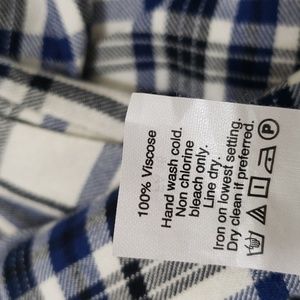 100% Viscose
Hand wash cold.
Non chlorine
bleach only.
Line dry.
Iron on lowest setting.
Dry clean if preferred.
P